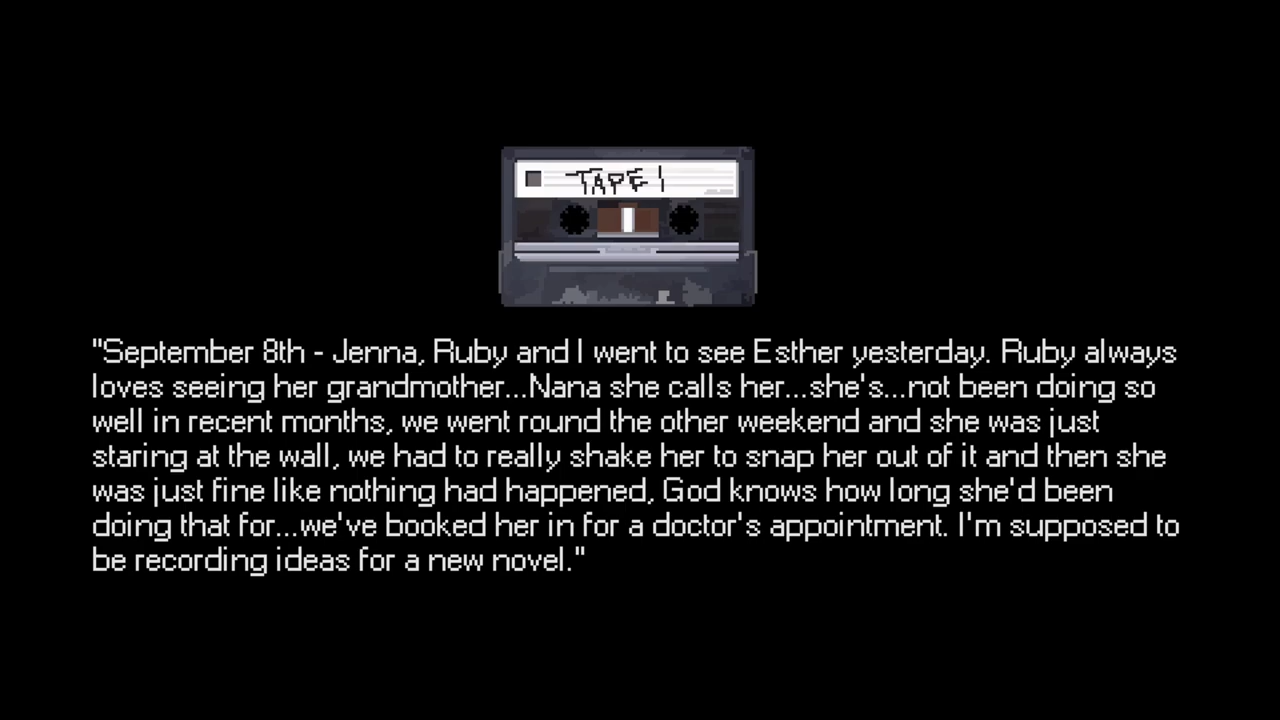 TAPE 1
"September 8th - Jenna, Ruby and I went to see Esther yesterday. Ruby always
loves seeing her grandmother...Nana she calls her...she's...not been doing so
well in recent months, we went round the other weekend and she was just
staring at the wall, we had to really shake her to snap her out of it and then she
was just fine like nothing had happened, God knows how long she'd been
doing that for...we've booked her in for a doctor's appointment. I'm supposed to
be recording ideas for a new novel."